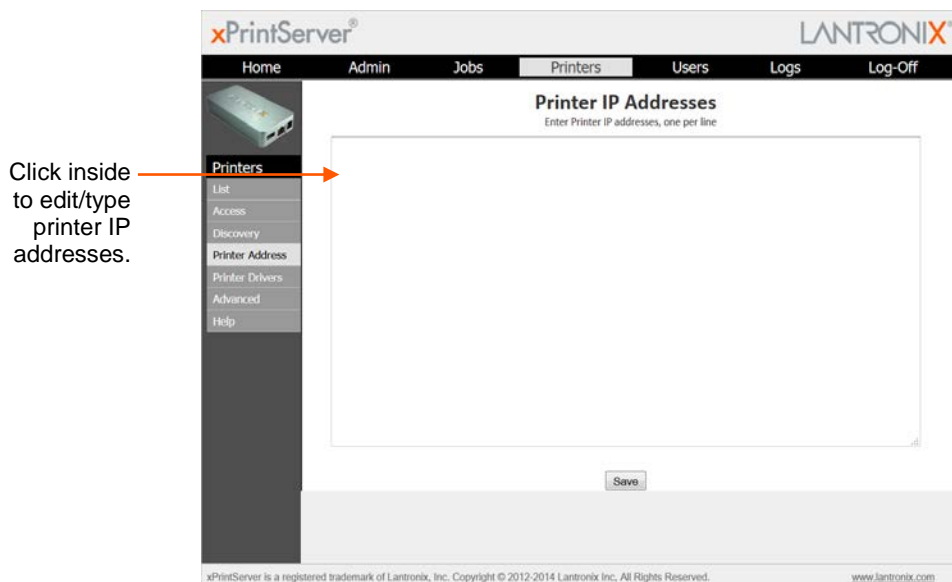 xPrintServer®
LANTRONIX®
Home Admin Jobs Printers Users Logs Log-Off
Printer IP Addresses
Enter Printer IP addresses, one per line
Click inside
to edit/type
printer IP
addresses.
Printers
List
Access
Discovery
Printer Address
Printer Drivers
Advanced
Help
Save
xPrintServer is a registered trademark of Lantronix, Inc. Copyright © 2012-2014 Lantronix Inc, All Rights Reserved. www.lantronix.com